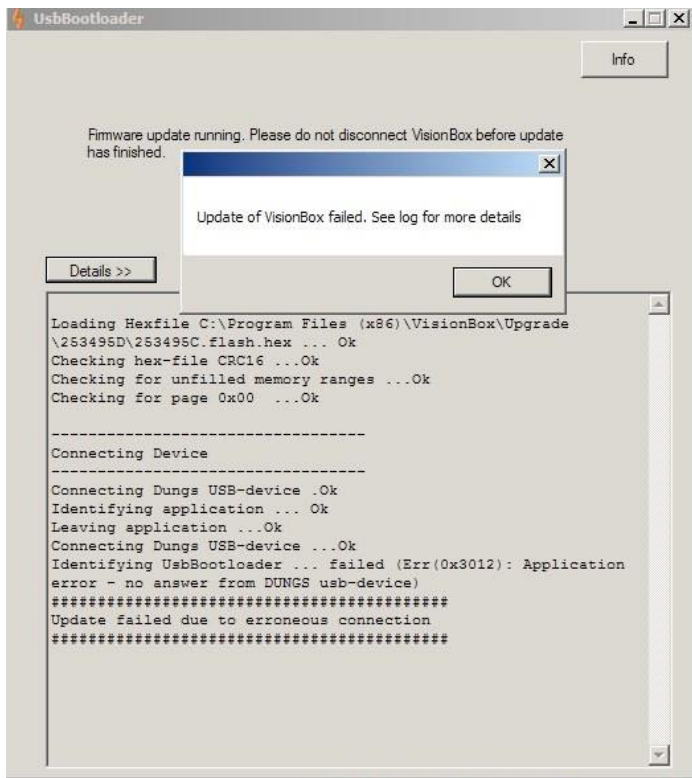 UsbBootloader
Info
Firmware update running. Please do not disconnect VisionBox before update
has finished.
Update of VisionBox failed. See log for more details
OK
Details >>
Loading Hexfile C:\Program Files (x86)\VisionBox\Upgrade
\253495D\253495C.flash.hex ... Ok
Checking hex-file CRC16 ...Ok
Checking for unfilled memory ranges ...Ok
Checking for page 0x00  ...Ok
----------------------------------
Connecting Device
----------------------------------
Connecting Dungs USB-device .Ok
Identifying application ... Ok
Leaving application ...Ok
Connecting Dungs USB-device ...Ok
Identifying UsbBootloader ... failed (Err(0x3012): Application
error - no answer from DUNGS usb-device)
###########################################
Update failed due to erroneous connection
###########################################